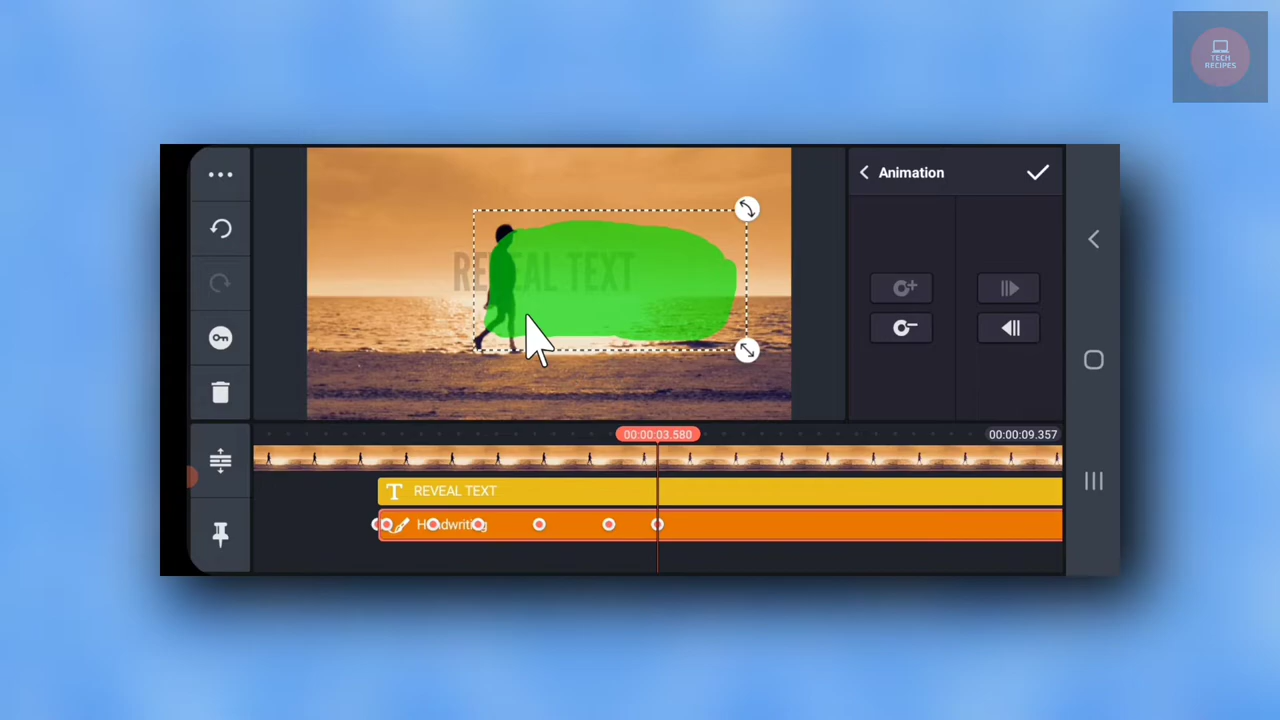 TECH
RECIPES
Animation
REVEAL TEXT
00:00:03.580
00:00:09.357
REVEAL TEXT
Handwriting